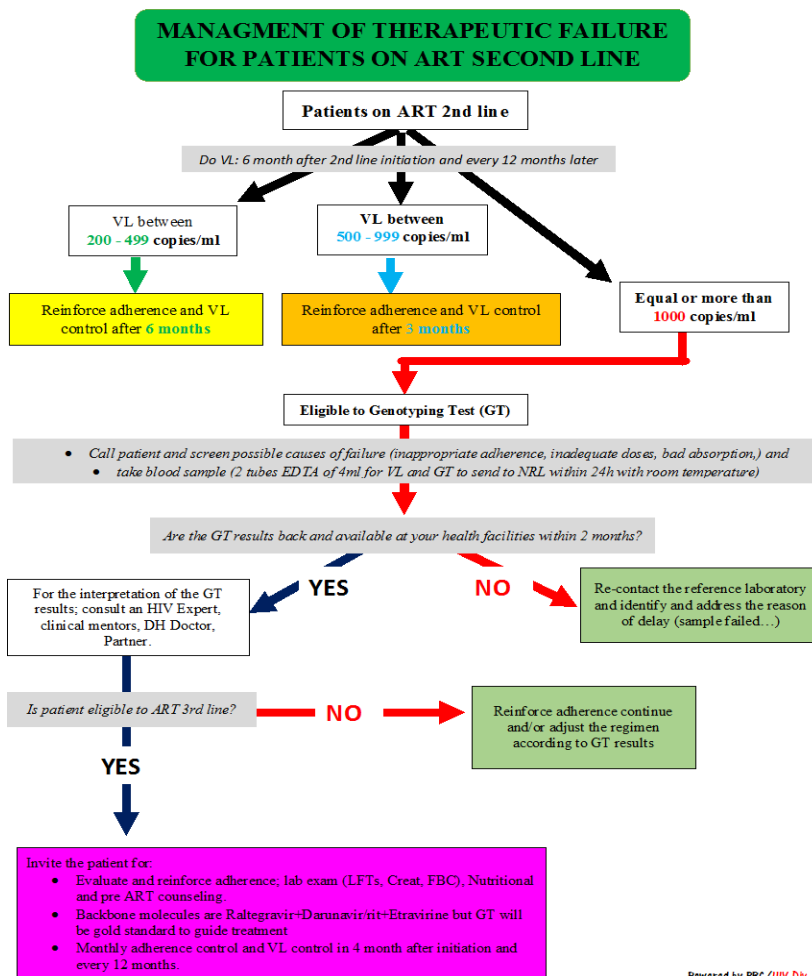 MANAGMENT OF THERAPEUTIC FAILURE
FOR PATIENTS ON ART SECOND LINE
Patients on ART 2nd line
Do VL: 6 month after 2nd line initiation and every 12 months later
VL between
200 - 499 copies/ml
VL between
500 - 999 copies/ml
Equal or more than
1000 copies/ml
Reinforce adherence and VL
control after 6 months
Reinforce adherence and VL control
after 3 months
Eligible to Genotyping Test (GT)
● Call patient and screen possible causes of failure (inappropriate adherence, inadequate doses, bad absorption,) and
● take blood sample (2 tubes EDTA of 4ml for VL and GT to send to NRL within 24h with room temperature)
Are the GT results back and available at your health facilities within 2 months?
YES
NO
For the interpretation of the GT
results; consult an HIV Expert,
clinical mentors, DH Doctor,
Partner.
Re-contact the reference laboratory
and identify and address the reason
of delay (sample failed…)
Is patient eligible to ART 3rd line?
NO
Reinforce adherence continue
and/or adjust the regimen
according to GT results
YES
Invite the patient for:
● Evaluate and reinforce adherence; lab exam (LFTs, Creat, FBC), Nutritional
and pre ART counseling.
● Backbone molecules are Raltegravir+Darunavir/rit+Etravirine but GT will
be gold standard to guide treatment
● Monthly adherence control and VL control in 4 month after initiation and
every 12 months.
Powered by RBC/HIV Div